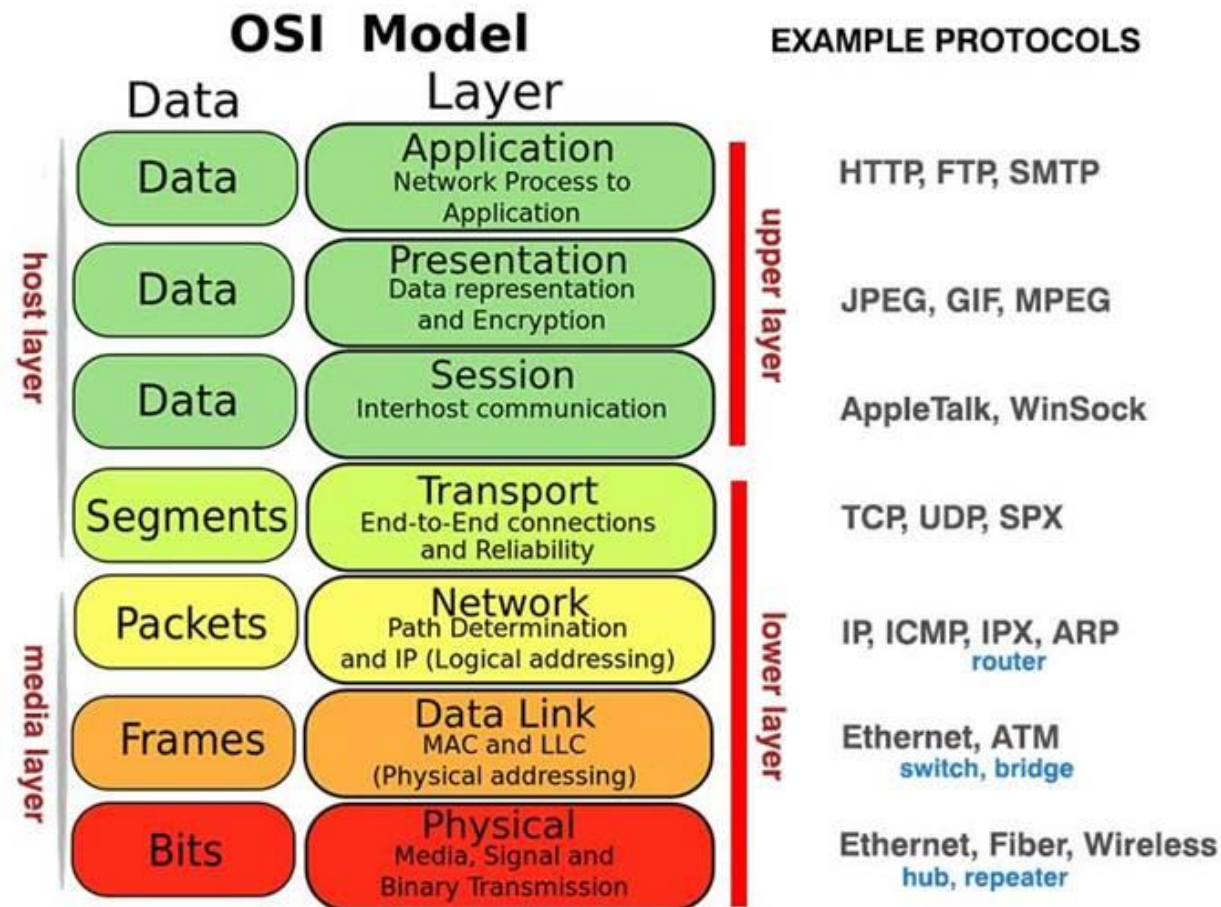 OSI Model
EXAMPLE PROTOCOLS
Data
Layer
host layer
Data
Application
Network Process to
Application
upper layer
HTTP, FTP, SMTP
Data
Presentation
Data representation
and Encryption
JPEG, GIF, MPEG
Data
Session
Interhost communication
AppleTalk, WinSock
Segments
Transport
End-to-End connections
and Reliability
TCP, UDP, SPX
media layer
Packets
Network
Path Determination
and IP (Logical addressing)
lower layer
IP, ICMP, IPX, ARP
router
Frames
Data Link
MAC and LLC
(Physical addressing)
Ethernet, ATM
switch, bridge
Bits
Physical
Media, Signal and
Binary Transmission
Ethernet, Fiber, Wireless
hub, repeater